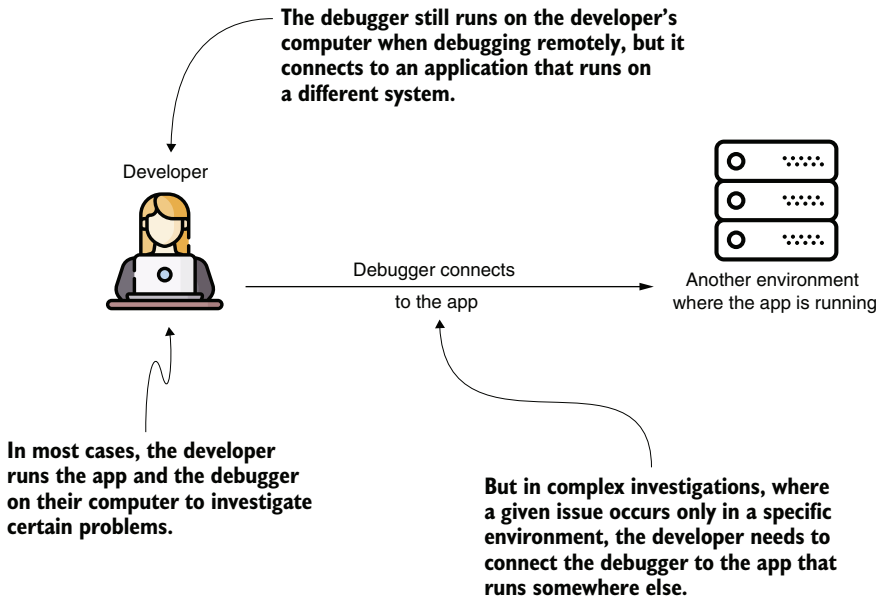 The debugger still runs on the developer’s
computer when debugging remotely, but it
connects to an application that runs on
a different system.
Developer
Debugger connects
to the app
Another environment
where the app is running
In most cases, the developer
runs the app and the debugger
on their computer to investigate
certain problems.
But in complex investigations, where
a given issue occurs only in a specific
environment, the developer needs to
connect the debugger to the app that
runs somewhere else.